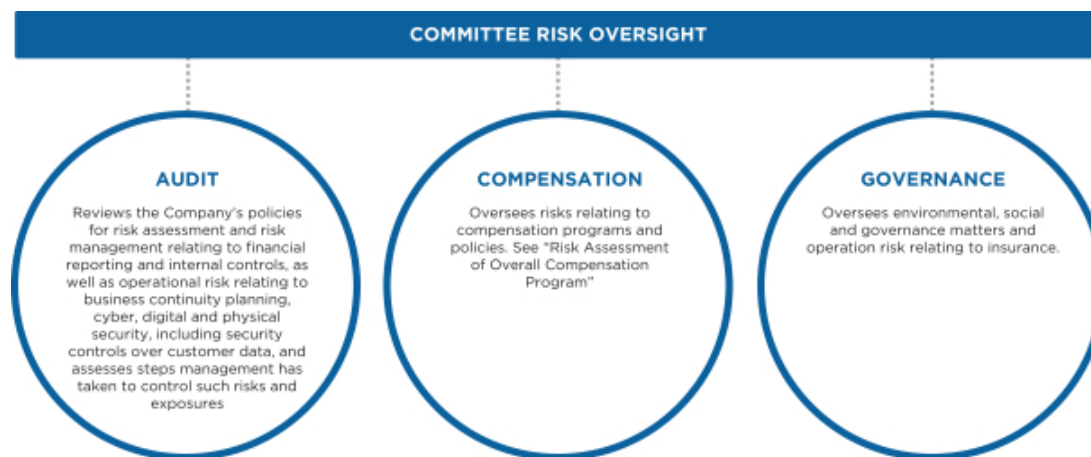 COMMITTEE RISK OVERSIGHT
AUDIT
Reviews the Company's policies
for risk assessment and risk
management relating to financial
reporting and internal controls, as
well as operational risk relating to
business continuity planning,
cyber, digital and physical
security, including security
controls over customer data, and
assesses steps management has
taken to control such risks and
exposures
COMPENSATION
Oversees risks relating to
compensation programs and
policies. See "Risk Assessment
of Overall Compensation
Program"
GOVERNANCE
Oversees environmental, social
and governance matters and
operation risk relating to insurance.